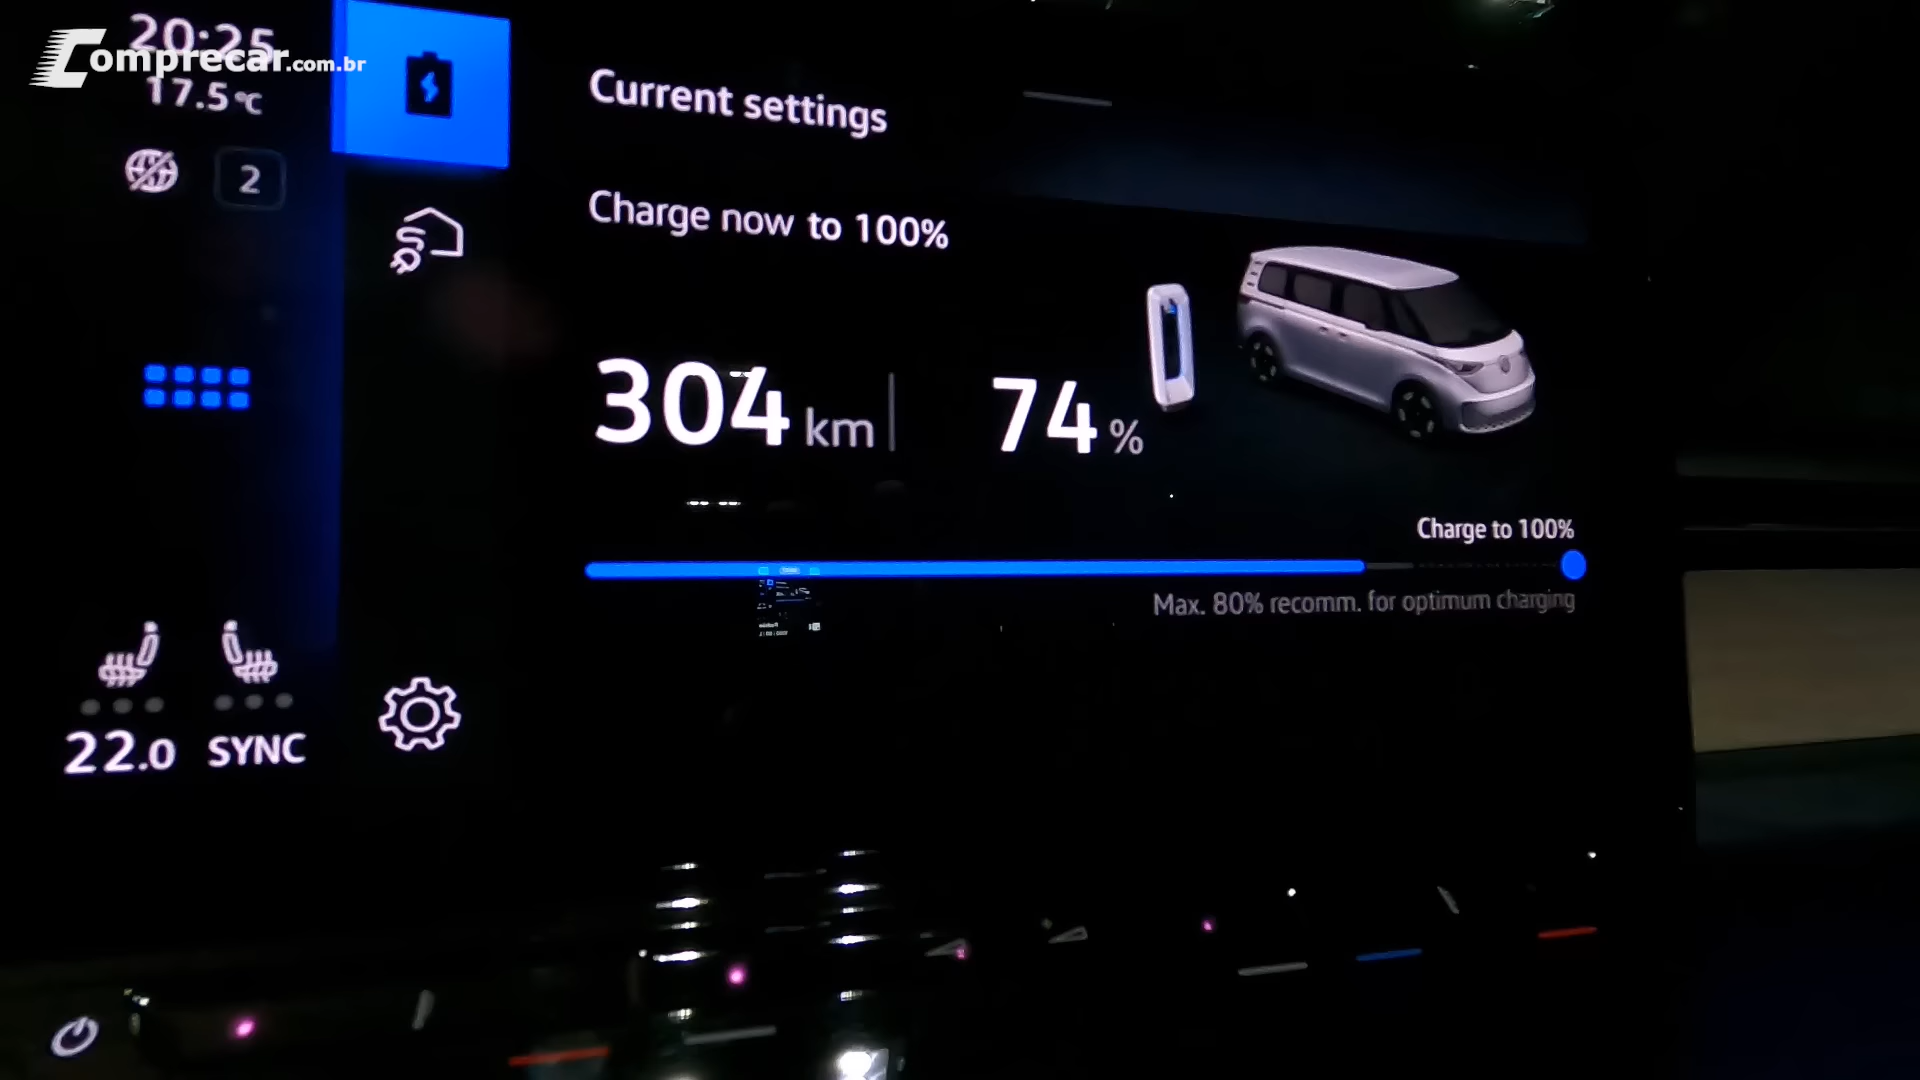 20:25
Comprecar.com.br
17.5°C
2
Current settings
Charge now to 100%
304 km
74 %
Charge to 100%
Max. 80% recomm. for optimum charging
22.0 SYNC